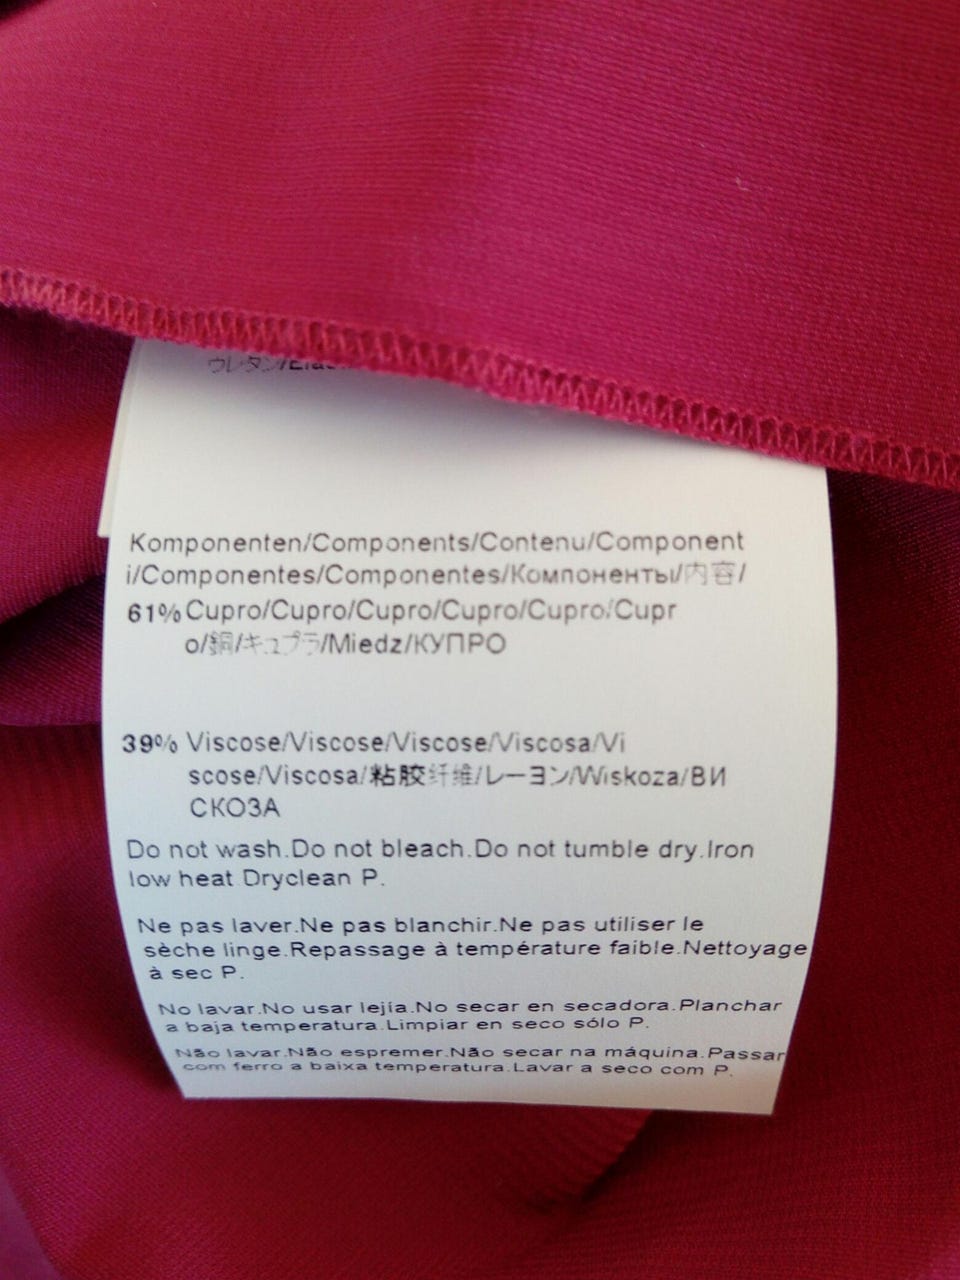 ウレタン/
Komponenten/Components/Contenu/Component
i/Componentes/Componentes/Компоненты/内容/
61% Cupro/Cupro/Cupro/Cupro/Cupro/Cupr
o/銅/キュプラ/Miedz/КУПРО
39% Viscose/Viscose/Viscose/Viscosa/Vi
scose/Viscosa/粘胶纤维/レーヨン/Wiskoza/ВИ
СКОЗА
Do not wash.Do not bleach.Do not tumble dry.Iron
low heat.Dryclean P.
Ne pas laver.Ne pas blanchir.Ne pas utiliser le
sèche linge.Repassage à température faible.Nettoyage
à sec P.
No lavar.No usar lejía.No secar en secadora.Planchar
a baja temperatura.Limpiar en seco sólo P.
Não lavar.Não espremer.Não secar na máquina.Passar
com ferro a baixa temperatura.Lavar a seco com P.